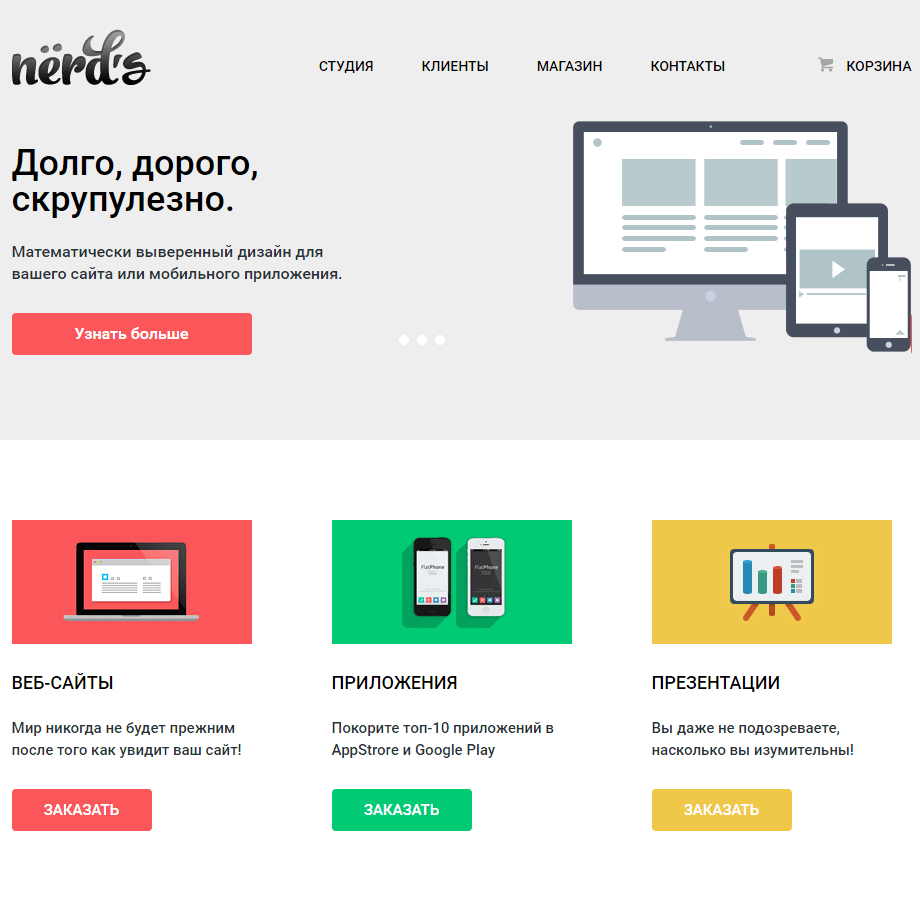 nёrd's
СТУДИЯ КЛИЕНТЫ МАГАЗИН КОНТАКТЫ КОРЗИНА
Долго, дорого,
скрупулезно.
Математически выверенный дизайн для
вашего сайта или мобильного приложения.
Узнать больше
FlatPhone FlatPhone
ВЕБ-САЙТЫ ПРИЛОЖЕНИЯ ПРЕЗЕНТАЦИИ
Мир никогда не будет прежним Покорите топ-10 приложений в Вы даже не подозреваете,
после того как увидит ваш сайт! AppStrore и Google Play насколько вы изумительны!
ЗАКАЗАТЬ ЗАКАЗАТЬ ЗАКАЗАТЬ